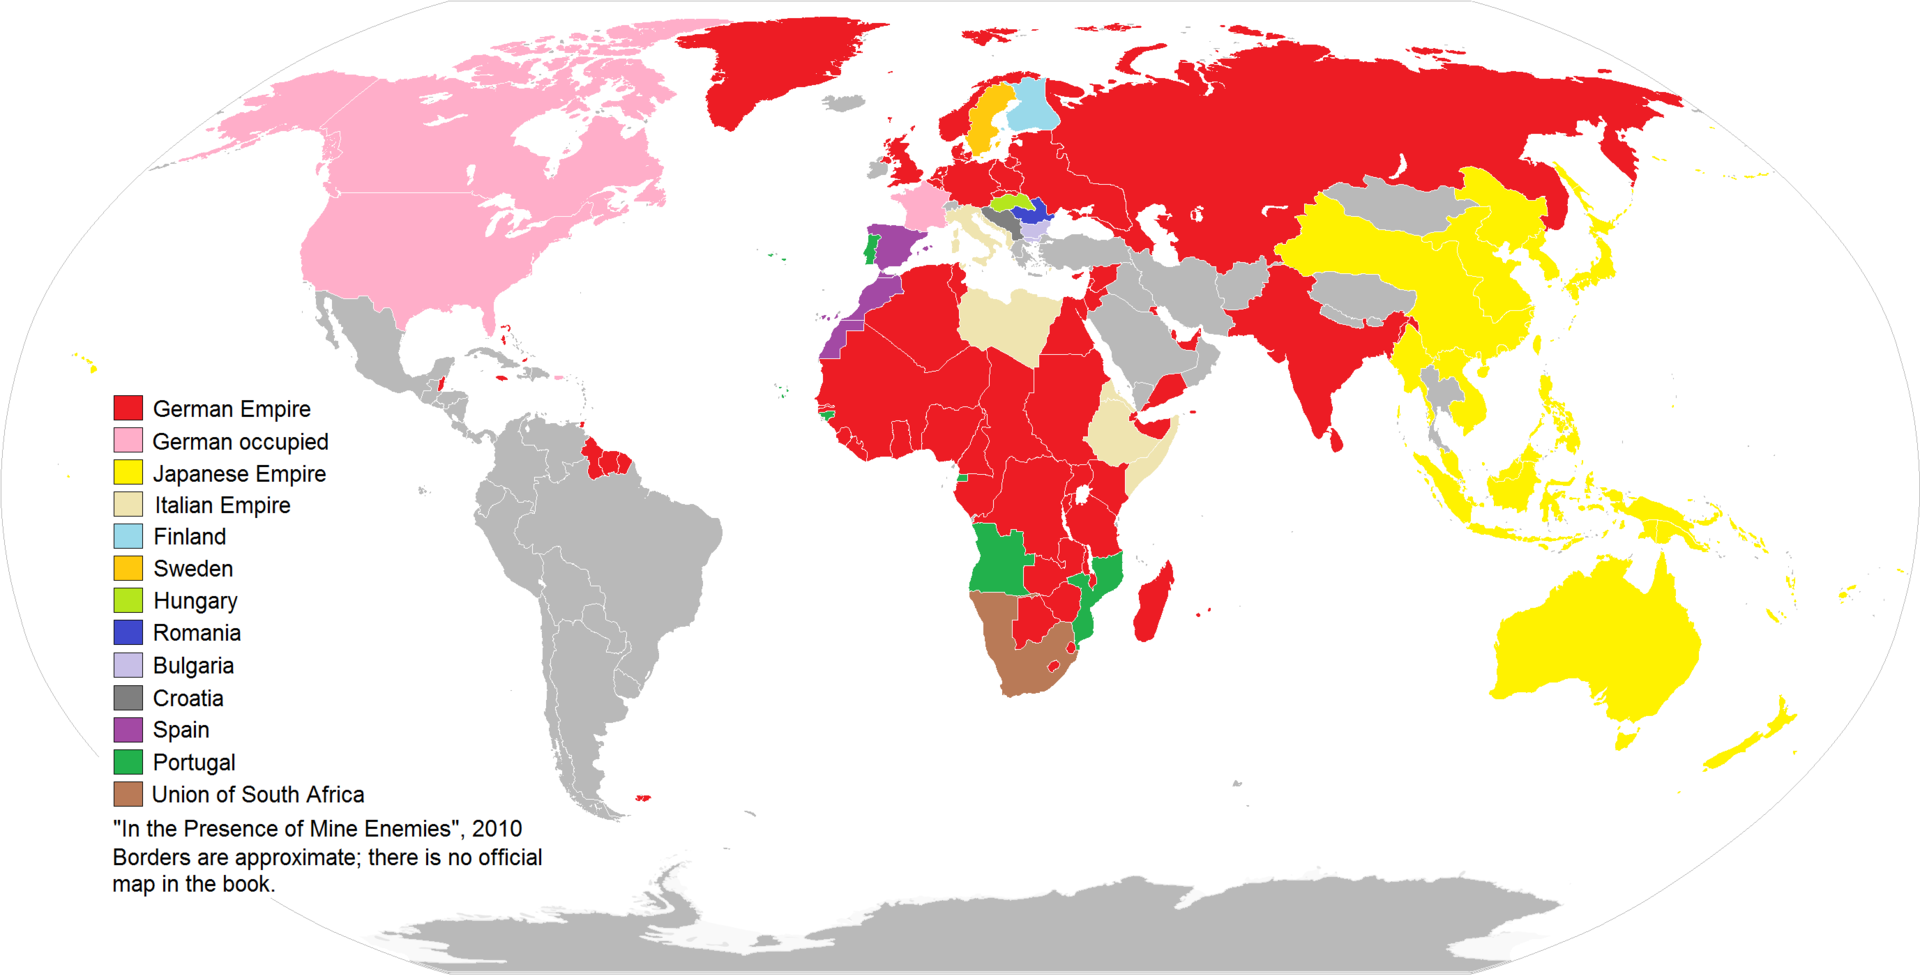 German Empire
German occupied
Japanese Empire
Italian Empire
Finland
Sweden
Hungary
Romania
Bulgaria
Croatia
Spain
Portugal
Union of South Africa
"In the Presence of Mine Enemies", 2010
Borders are approximate; there is no official
map in the book.